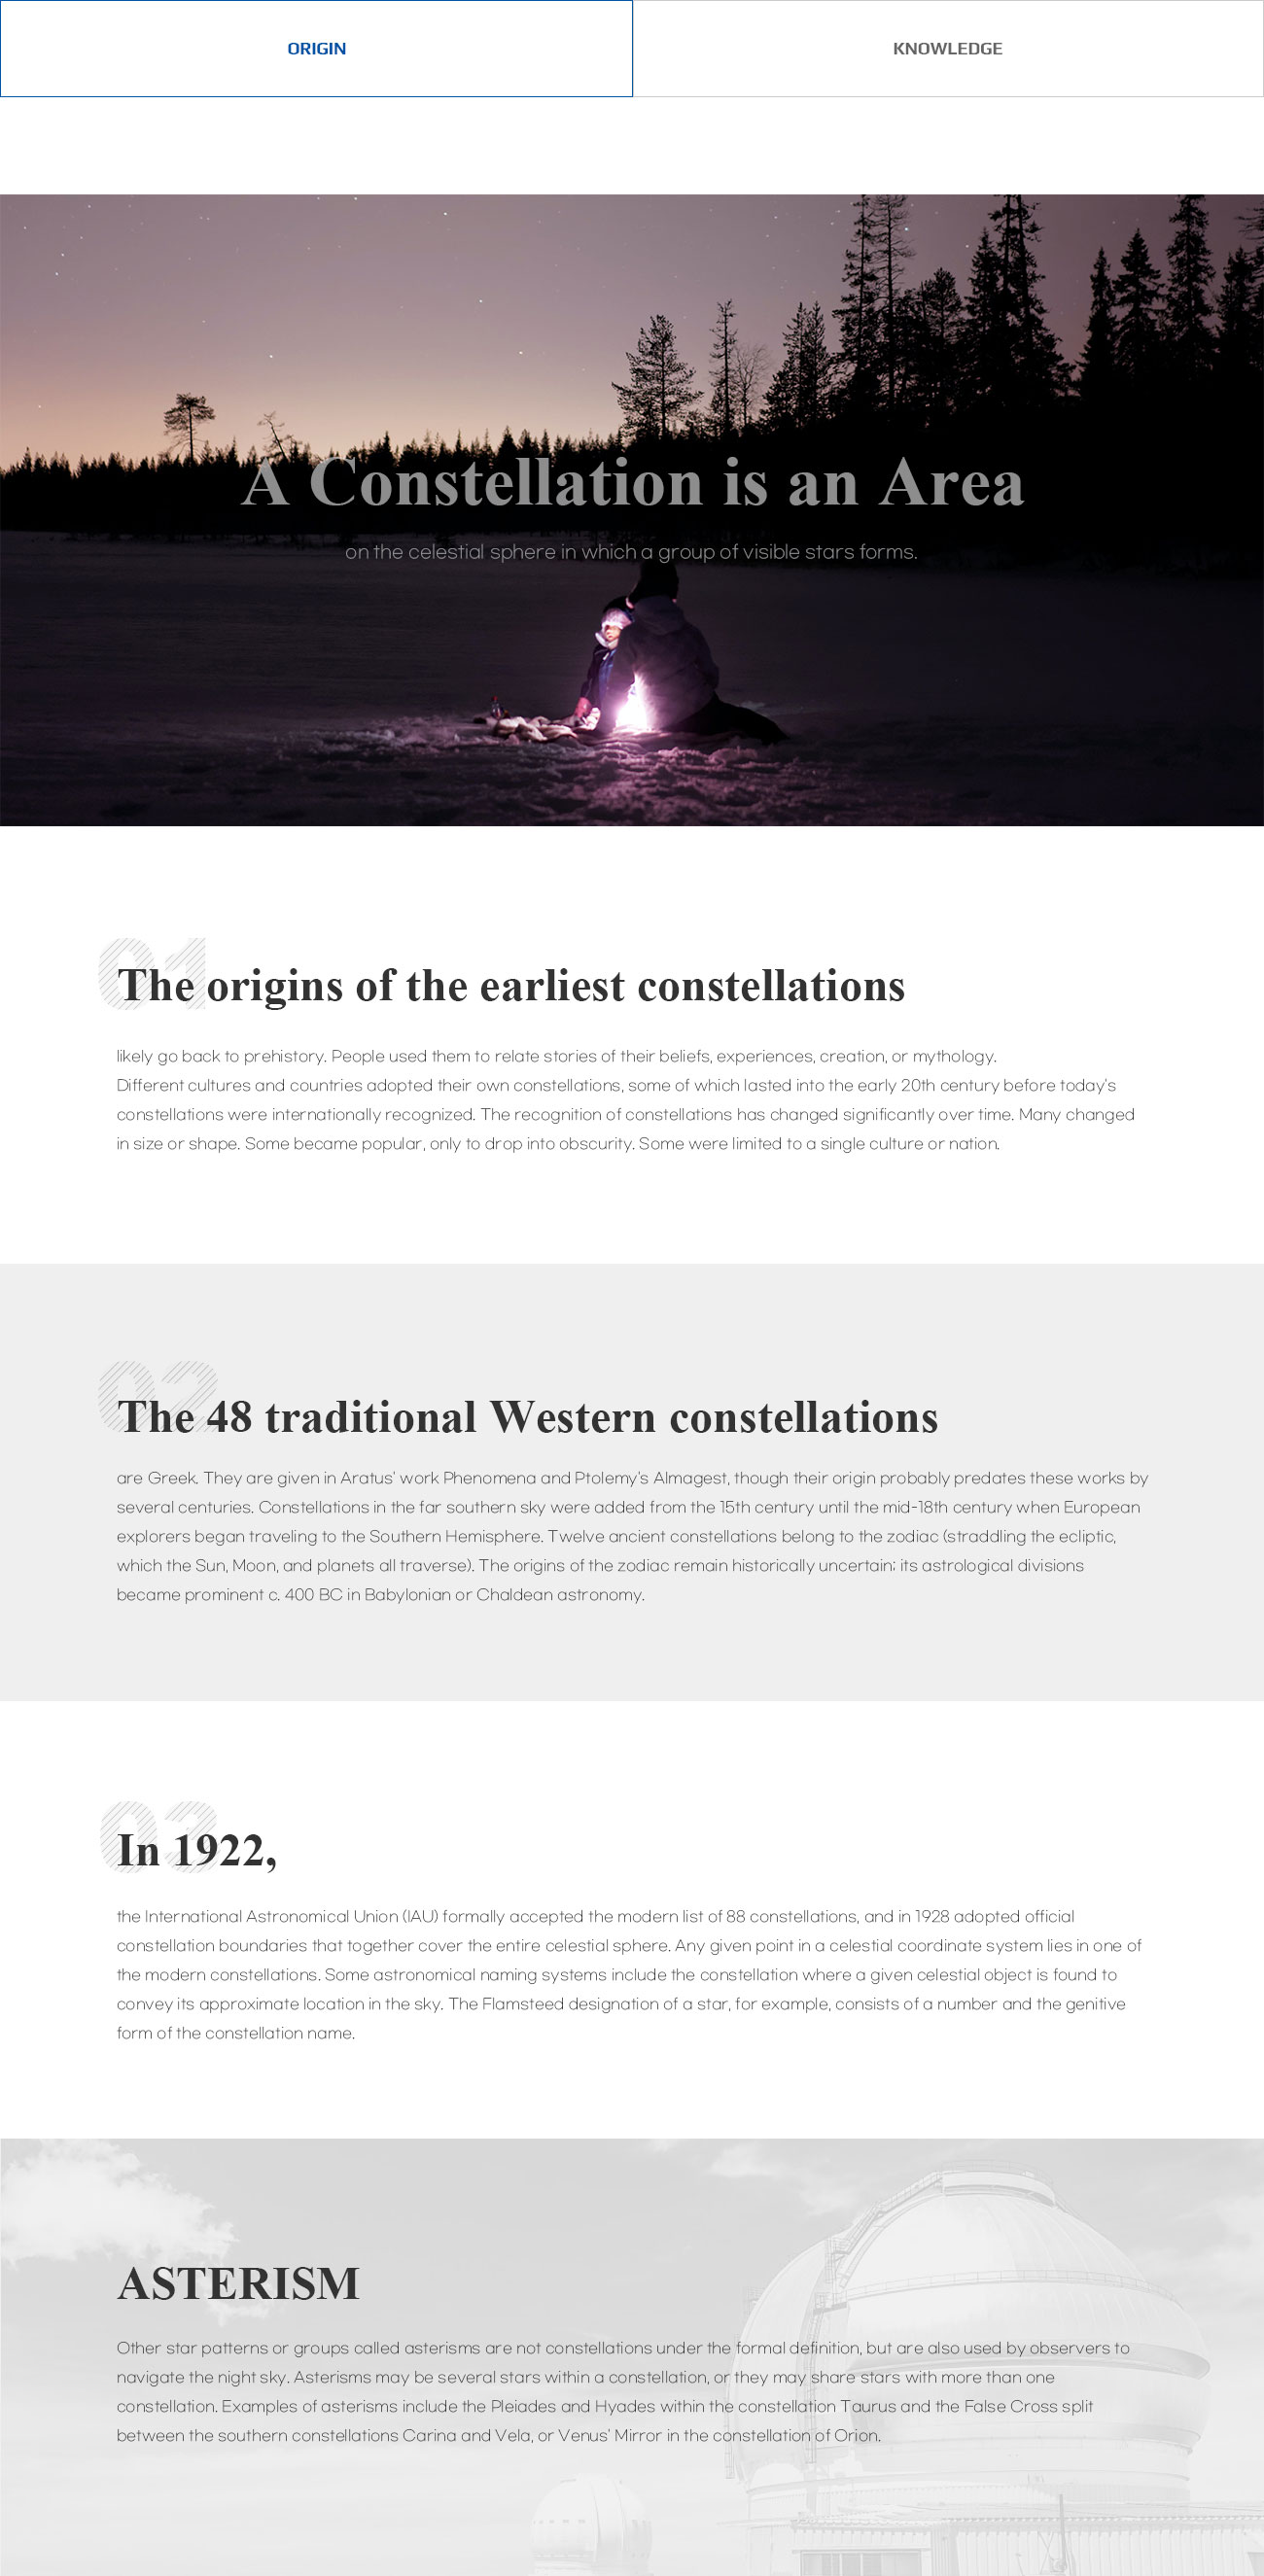 ORIGIN
KNOWLEDGE
A Constellation is an Area
on the celestial sphere in which a group of visible stars forms.
01
The origins of the earliest constellations
likely go back to prehistory. People used them to relate stories of their beliefs, experiences, creation, or mythology.
Different cultures and countries adopted their own constellations, some of which lasted into the early 20th century before today's
constellations were internationally recognized. The recognition of constellations has changed significantly over time. Many changed
in size or shape. Some became popular, only to drop into obscurity. Some were limited to a single culture or nation.
02
The 48 traditional Western constellations
are Greek. They are given in Aratus' work Phenomena and Ptolemy's Almagest, though their origin probably predates these works by
several centuries. Constellations in the far southern sky were added from the 15th century until the mid-18th century when European
explorers began traveling to the Southern Hemisphere. Twelve ancient constellations belong to the zodiac (straddling the ecliptic,
which the Sun, Moon, and planets all traverse). The origins of the zodiac remain historically uncertain; its astrological divisions
became prominent c. 400 BC in Babylonian or Chaldean astronomy.
03
In 1922,
the International Astronomical Union (IAU) formally accepted the modern list of 88 constellations, and in 1928 adopted official
constellation boundaries that together cover the entire celestial sphere. Any given point in a celestial coordinate system lies in one of
the modern constellations. Some astronomical naming systems include the constellation where a given celestial object is found to
convey its approximate location in the sky. The Flamsteed designation of a star, for example, consists of a number and the genitive
form of the constellation name.
ASTERISM
Other star patterns or groups called asterisms are not constellations under the formal definition, but are also used by observers to
navigate the night sky. Asterisms may be several stars within a constellation, or they may share stars with more than one
constellation. Examples of asterisms include the Pleiades and Hyades within the constellation Taurus and the False Cross split
between the southern constellations Carina and Vela, or Venus' Mirror in the constellation of Orion.